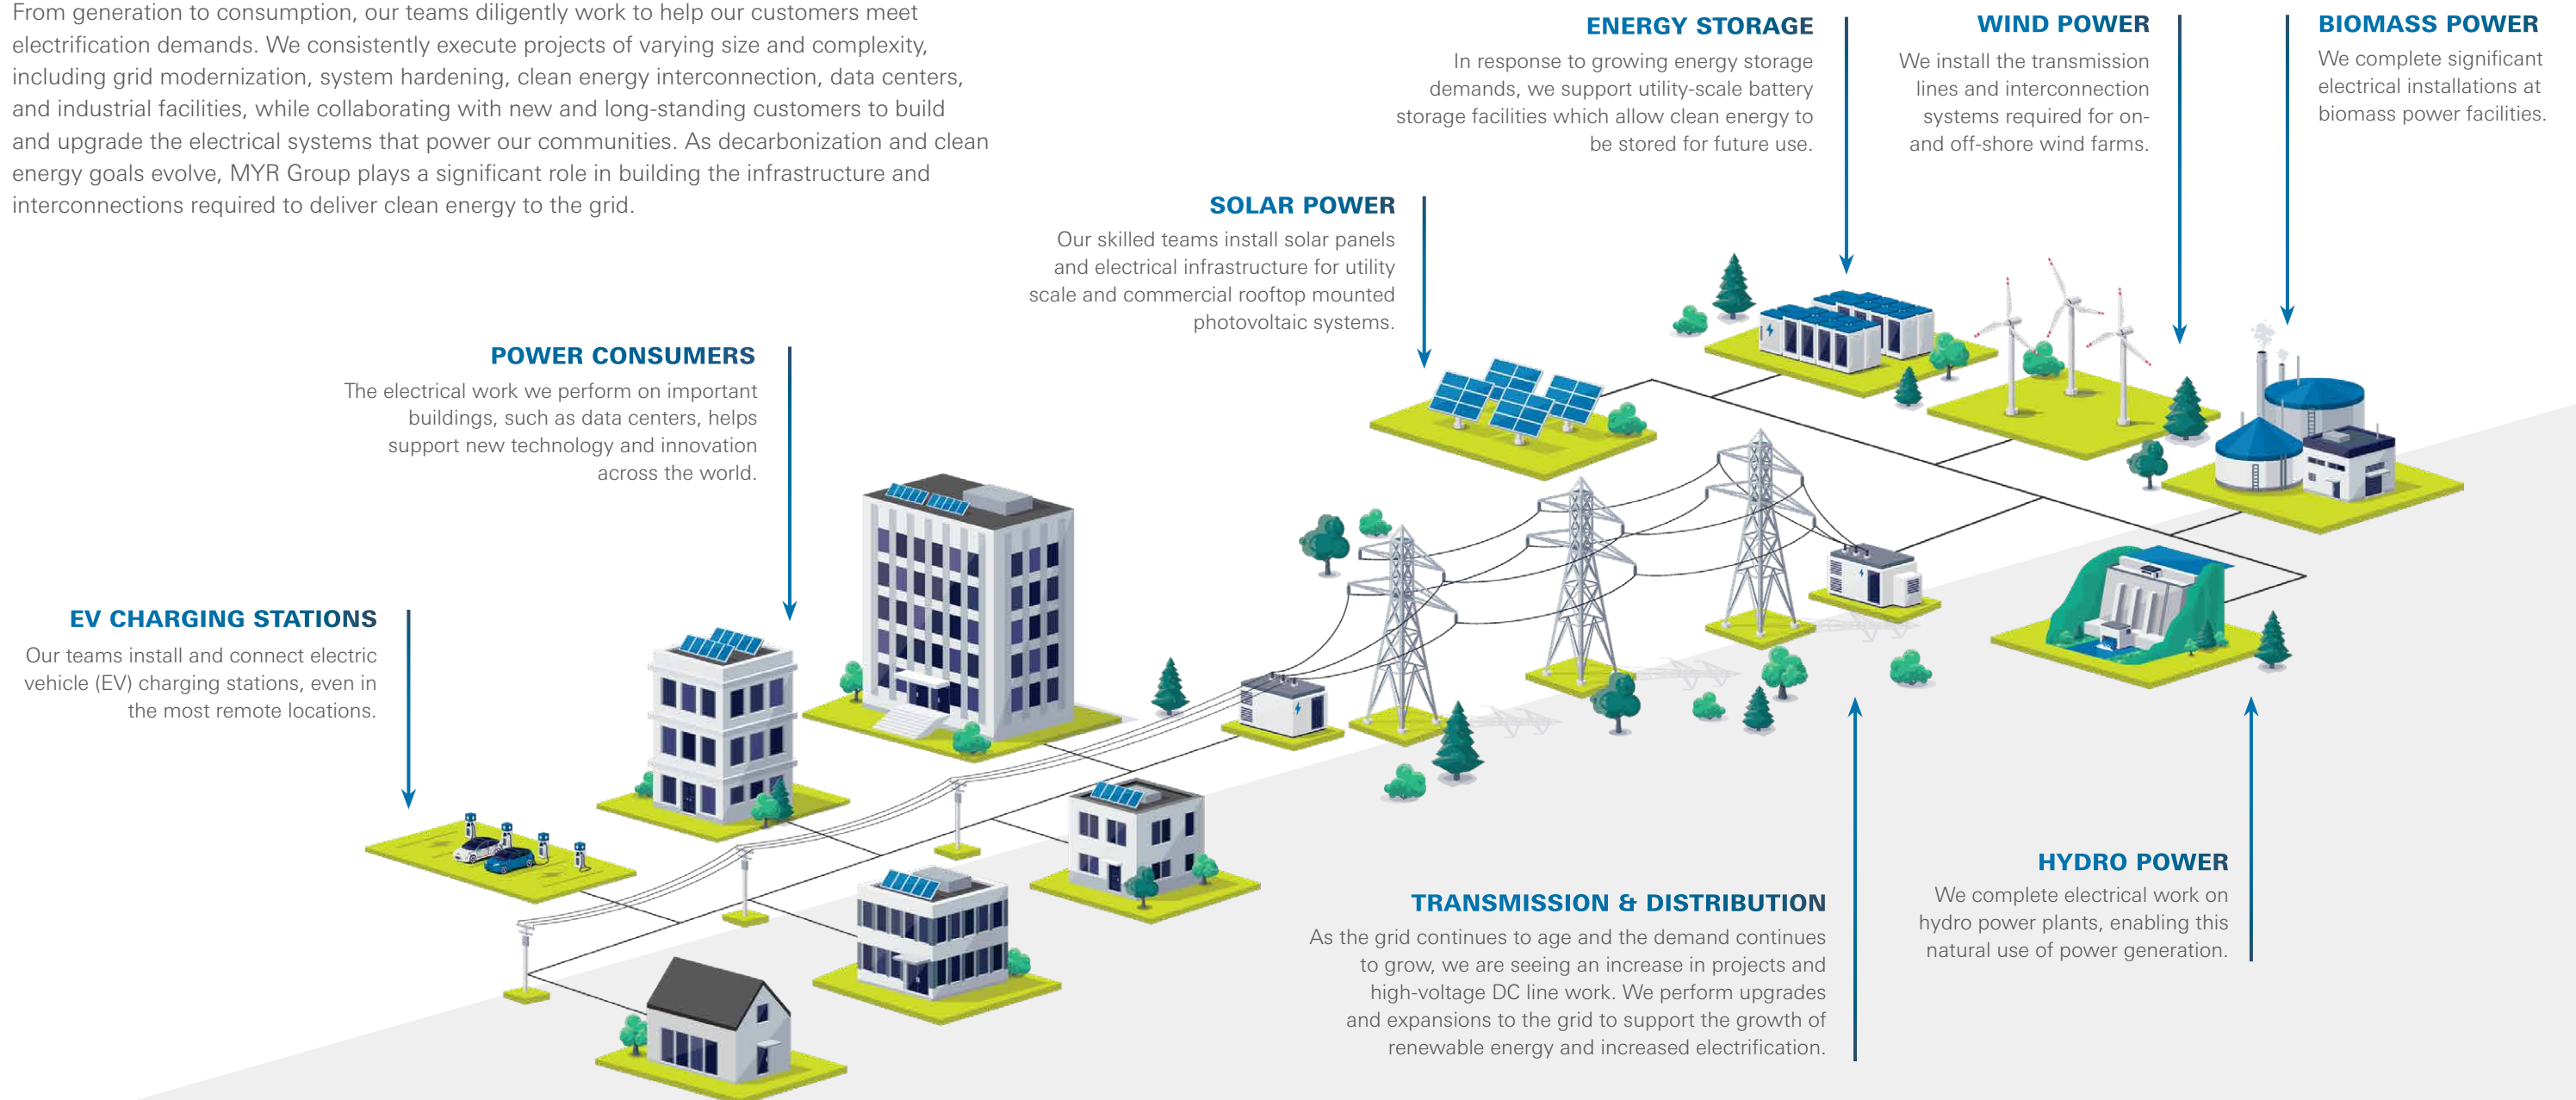 From generation to consumption, our teams diligently work to help our customers meet
electrification demands. We consistently execute projects of varying size and complexity,
including grid modernization, system hardening, clean energy interconnection, data centers,
and industrial facilities, while collaborating with new and long-standing customers to build
and upgrade the electrical systems that power our communities. As decarbonization and clean
energy goals evolve, MYR Group plays a significant role in building the infrastructure and
interconnections required to deliver clean energy to the grid.
ENERGY STORAGE
In response to growing energy storage
demands, we support utility-scale battery
storage facilities which allow clean energy to
be stored for future use.
WIND POWER
We install the transmission
lines and interconnection
systems required for on-
and off-shore wind farms.
BIOMASS POWER
We complete significant
electrical installations at
biomass power facilities.
SOLAR POWER
Our skilled teams install solar panels
and electrical infrastructure for utility
scale and commercial rooftop mounted
photovoltaic systems.
POWER CONSUMERS
The electrical work we perform on important
buildings, such as data centers, helps
support new technology and innovation
across the world.
EV CHARGING STATIONS
Our teams install and connect electric
vehicle (EV) charging stations, even in
the most remote locations.
TRANSMISSION & DISTRIBUTION
As the grid continues to age and the demand continues
to grow, we are seeing an increase in projects and
high-voltage DC line work. We perform upgrades
and expansions to the grid to support the growth of
renewable energy and increased electrification.
HYDRO POWER
We complete electrical work on
hydro power plants, enabling this
natural use of power generation.